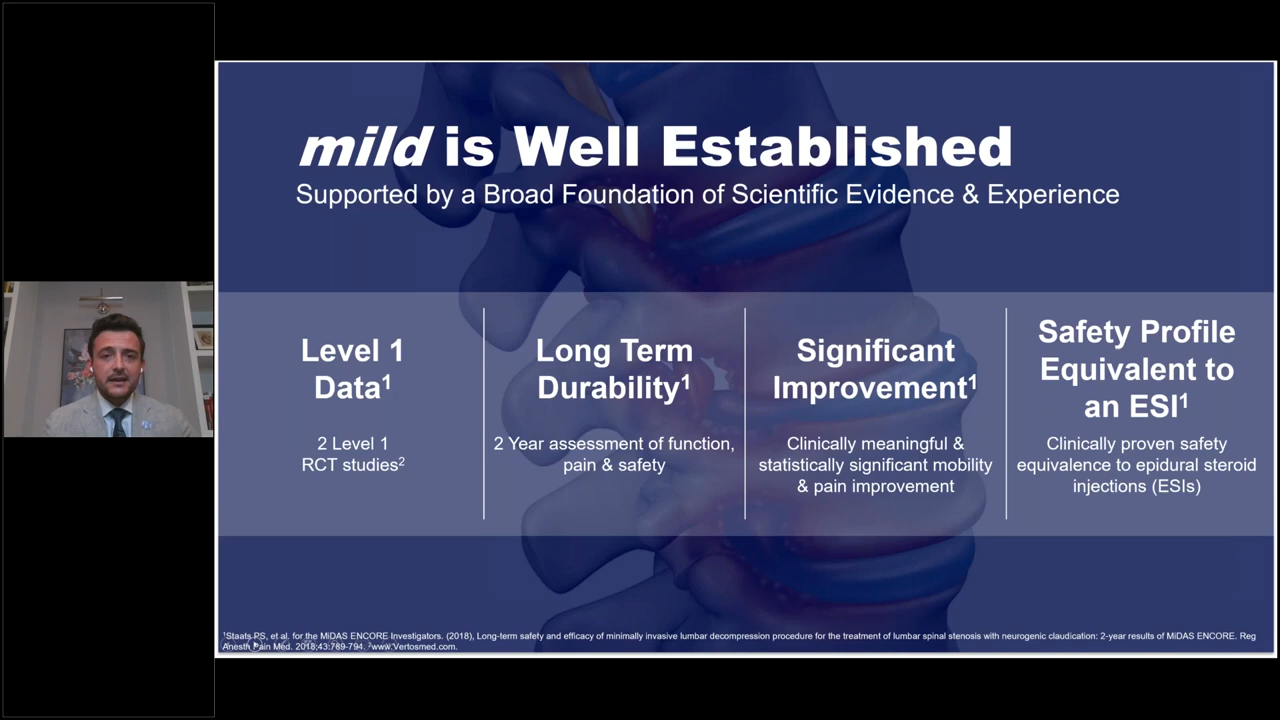 mild is Well Established
Supported by a Broad Foundation of Scientific Evidence & Experience
Level 1
Data¹
2 Level 1
RCT studies²
Long Term
Durability¹
2 Year assessment of function,
pain & safety
Significant
Improvement¹
Clinically meaningful &
statistically significant mobility
& pain improvement
Safety Profile
Equivalent to
an ESI¹
Clinically proven safety
equivalence to epidural steroid
injections (ESIs)
¹Staats PS, et al. for the MiDAS ENCORE Investigators. (2018), Long-term safety and efficacy of minimally invasive lumbar decompression procedure for the treatment of lumbar spinal stenosis with neurogenic claudication: 2-year results of MiDAS ENCORE. Reg
Anesth Pain Med. 2018;43:789-794. ²www.Vertosmed.com.